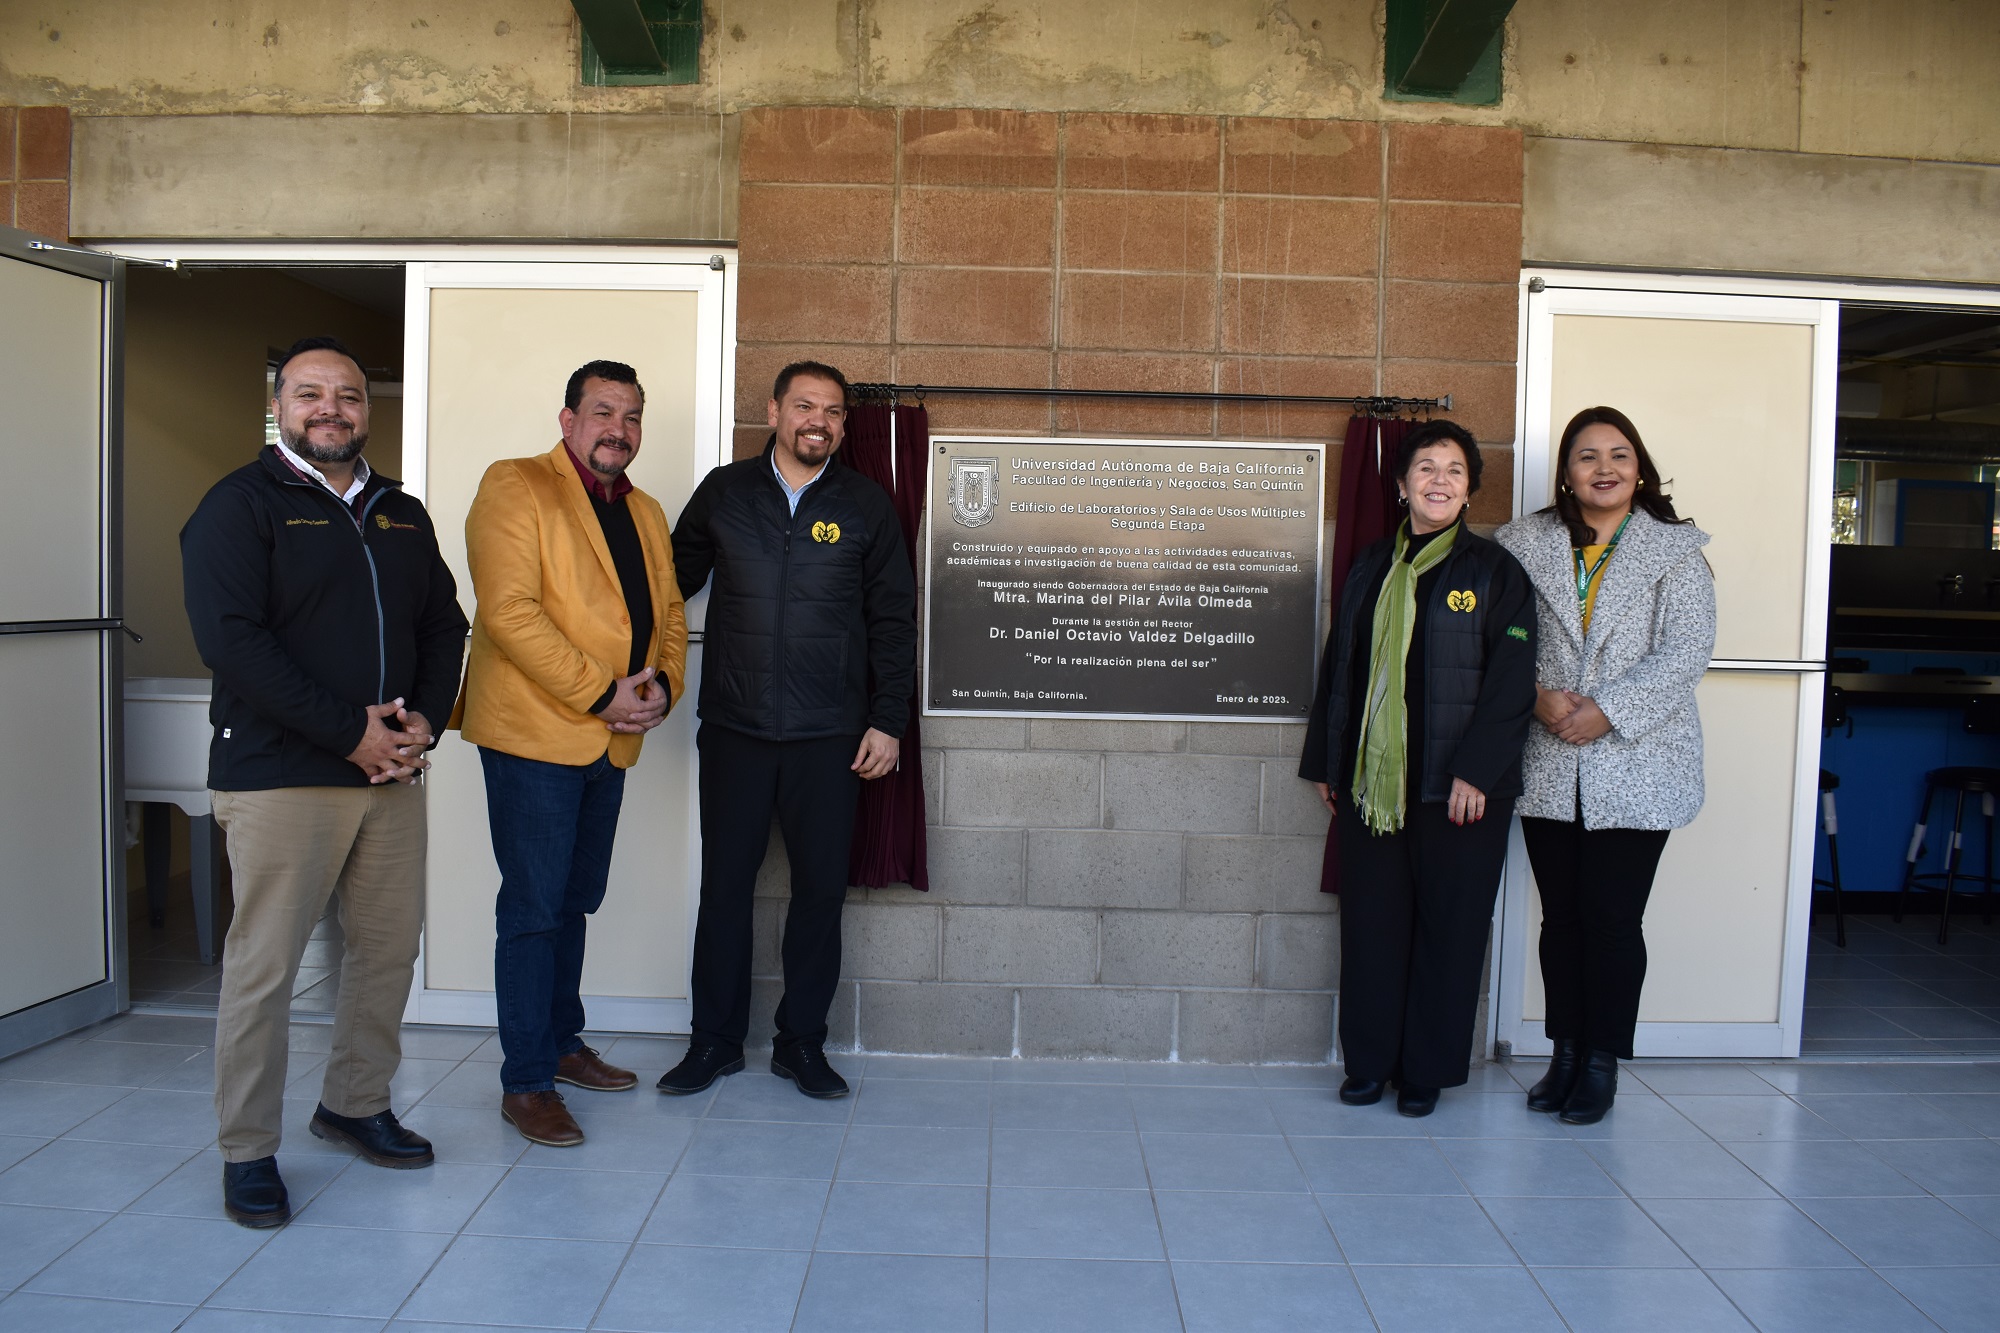 Universidad Autónoma de Baja California
Facultad de Ingeniería y Negocios, San Quintín
Edificio de Laboratorios y Sala de Usos Múltiples
Segunda Etapa
Construido y equipado en apoyo a las actividades educativas,
académicas e investigación de buena calidad de esta comunidad.
Inaugurado siendo Gobernadora del Estado de Baja California
Mtra. Marina del Pilar Ávila Olmeda
Durante la gestión del Rector
Dr. Daniel Octavio Valdez Delgadillo
“Por la realización plena del ser”
San Quintín, Baja California. Enero de 2023.